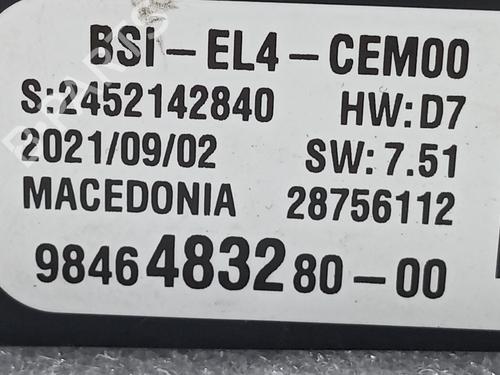 BSI-EL4-CEM00
S:2452142840 HW:D7
2021/09/02 SW:7.51
MACEDONIA 28756112
9846483280-00